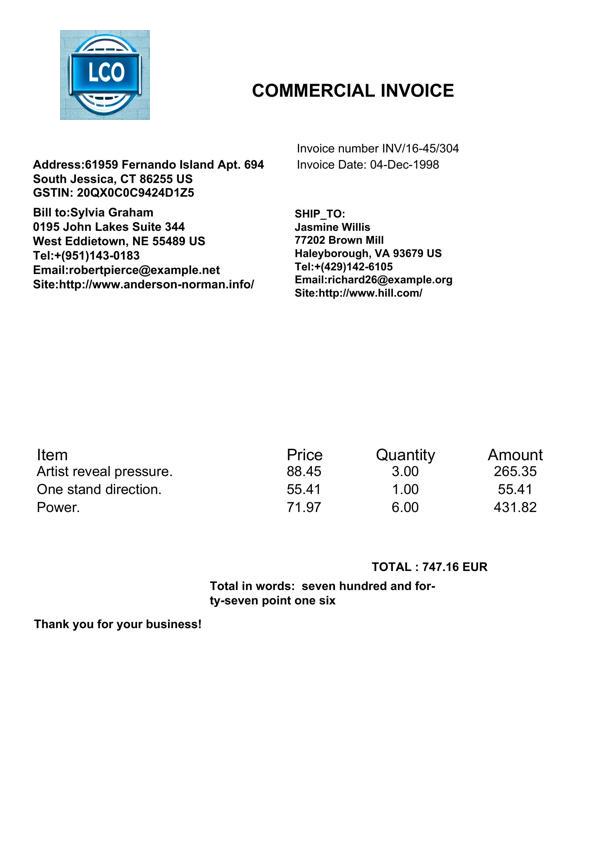 LCO
COMMERCIAL INVOICE
Invoice number INV/16-45/304
Invoice Date: 04-Dec-1998
Address:61959 Fernando Island Apt. 694
South Jessica, CT 86255 US
GSTIN: 20QX0C0C9424D1Z5
Bill to:Sylvia Graham
0195 John Lakes Suite 344
West Eddietown, NE 55489 US
Tel:+(951)143-0183
Email:robertpierce@example.net
Site:http://www.anderson-norman.info/
SHIP_TO:
Jasmine Willis
77202 Brown Mill
Haleyborough, VA 93679 US
Tel:+(429)142-6105
Email:richard26@example.org
Site:http://www.hill.com/
Item Price Quantity Amount
Artist reveal pressure. 88.45 3.00 265.35
One stand direction. 55.41 1.00 55.41
Power. 71.97 6.00 431.82
TOTAL : 747.16 EUR
Total in words:  seven hundred and for-
ty-seven point one six
Thank you for your business!